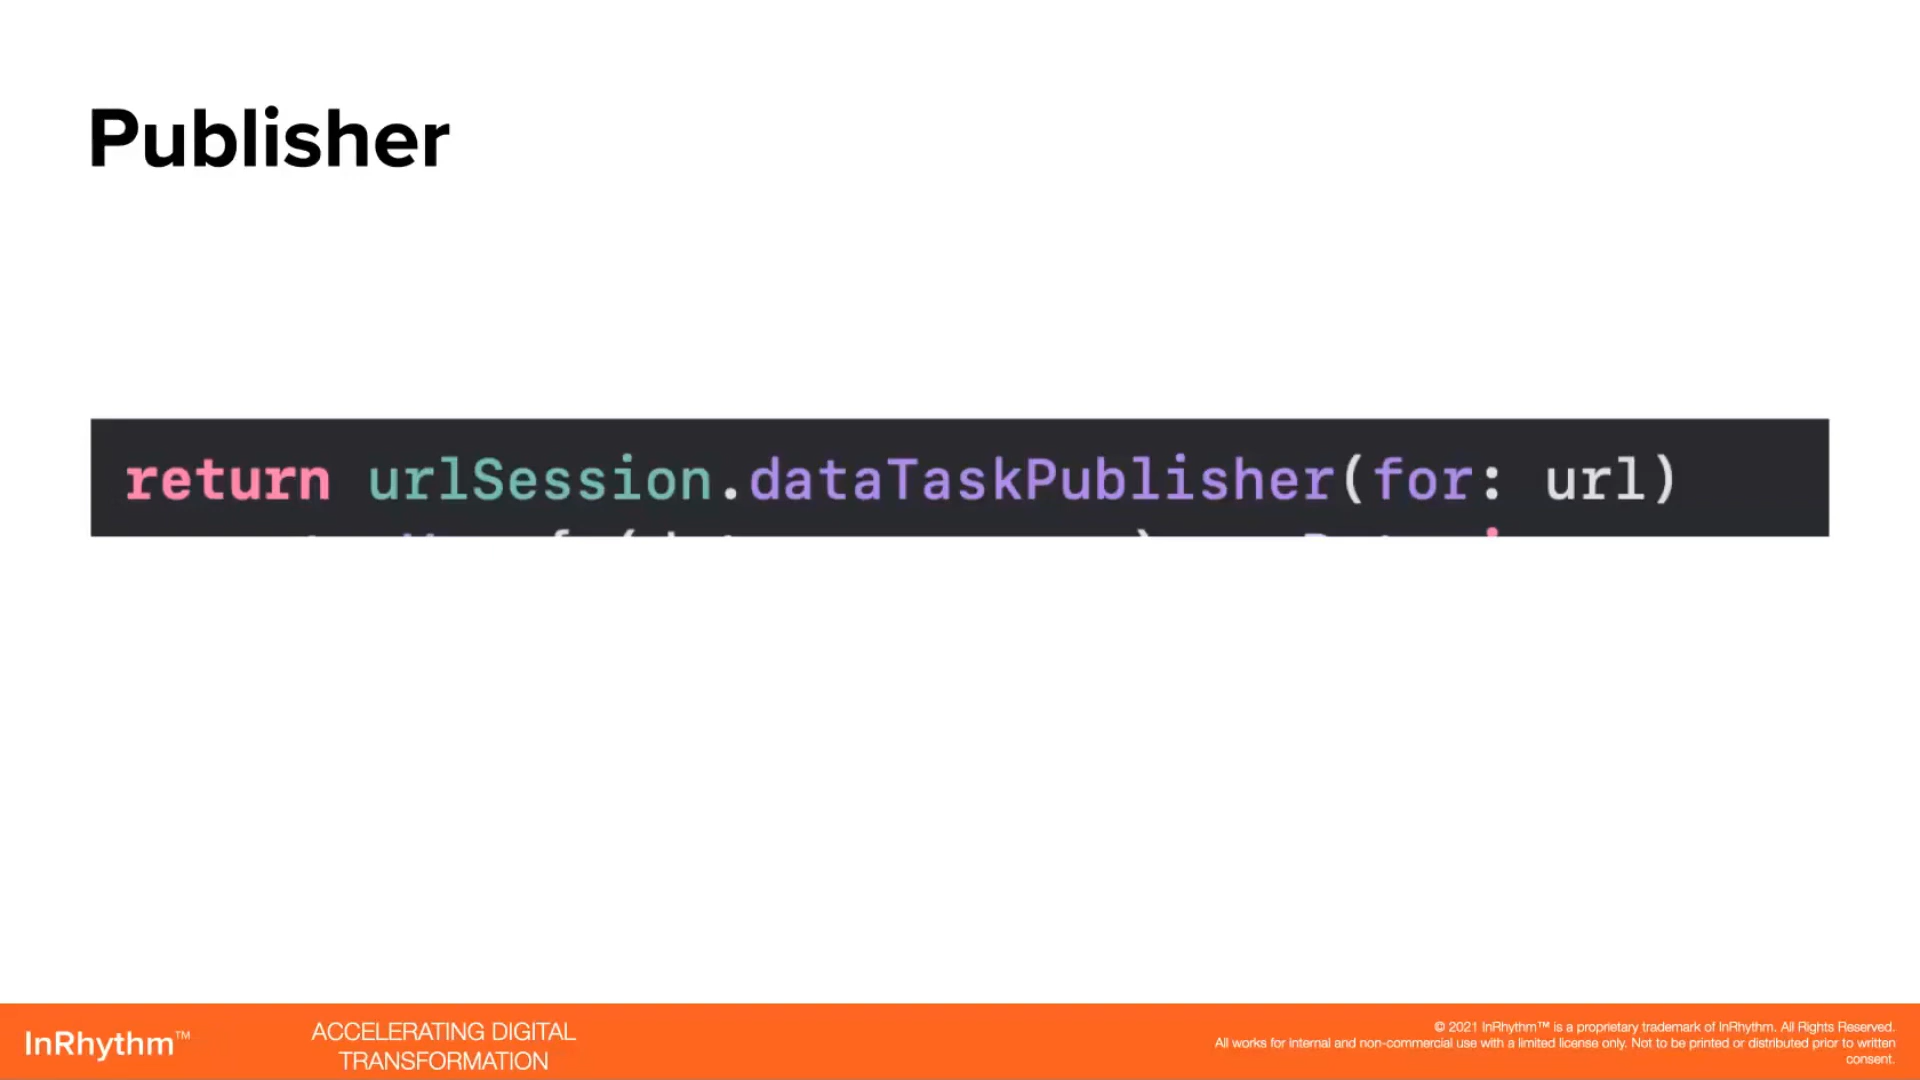 Publisher
return urlSession.dataTaskPublisher(for: url)
InRhythm™
ACCELERATING DIGITAL
TRANSFORMATION
© 2021 InRhythm™ is a proprietary trademark of InRhythm. All Rights Reserved.
All works for internal and non-commercial use with a limited license only. Not to be printed or distributed prior to written
consent.